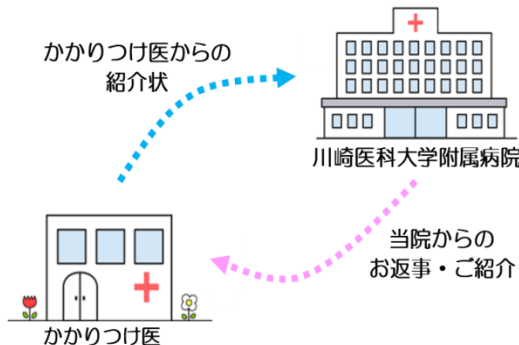 かかりつけ医からの
紹介状
川崎医科大学附属病院
当院からの
お返事・ご紹介
かかりつけ医